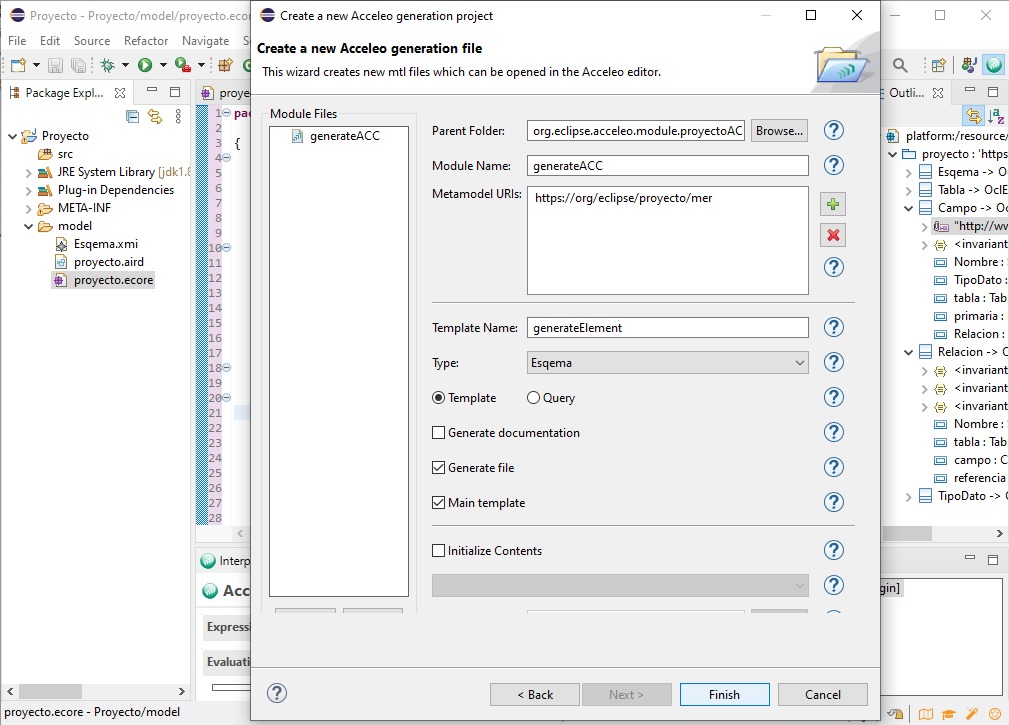 Proyecto - Proyecto/model/proyecto.ecor
File Edit Source Refactor Navigate
Package Expl...
Proyecto
src
JRE System Library [jdk1.8
Plug-in Dependencies
META-INF
model
Esqema.xmi
proyecto.aird
proyecto.ecore
proye
1 pac
2
3 {
4
5
6
7
8
9
10
11
12
13
14
15
16
17
18
19
20
21
22
23
24
25
26
27
28
Interp
Acc
Expressi
Evaluati
Create a new Acceleo generation project
Create a new Acceleo generation file
This wizard creates new mtl files which can be opened in the Acceleo editor.
Module Files
generateACC
Parent Folder: org.eclipse.acceleo.module.proyectoAC Browse...
Module Name: generateACC
Metamodel URIs: https://org/eclipse/proyecto/mer
Template Name: generateElement
Type: Esqema
Template Query
Generate documentation
Generate file
Main template
Initialize Contents
< Back Next > Finish Cancel
Outli...
platform:/resource/
proyecto : 'https
Esqema -> O
Tabla -> OclE
Campo -> Oc
"http://ww
<invariant
Nombre :
TipoDato :
tabla : Tab
primaria :
Relacion :
Relacion -> O
<invariant
<invariant
<invariant
Nombre :
tabla : Tab
campo : C
referencia
TipoDato -> O
gin]
proyecto.ecore - Proyecto/model